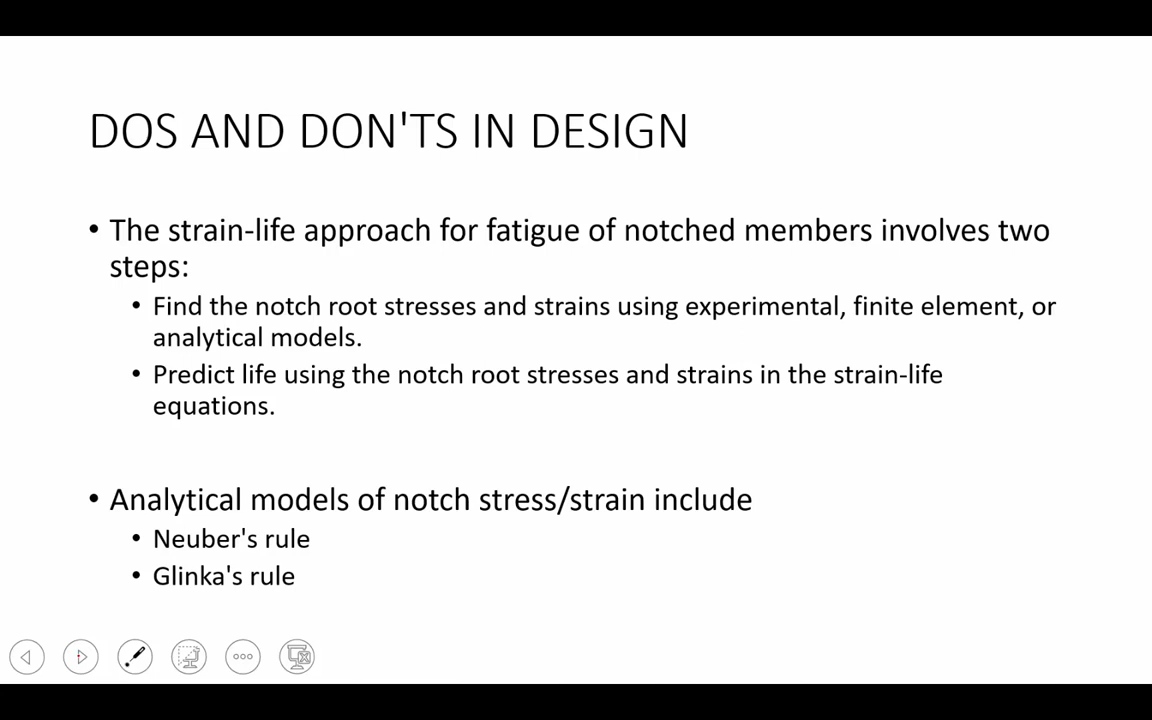 DOS AND DON'TS IN DESIGN
• The strain-life approach for fatigue of notched members involves two
steps:
• Find the notch root stresses and strains using experimental, finite element, or
analytical models.
• Predict life using the notch root stresses and strains in the strain-life
equations.
• Analytical models of notch stress/strain include
• Neuber's rule
• Glinka's rule